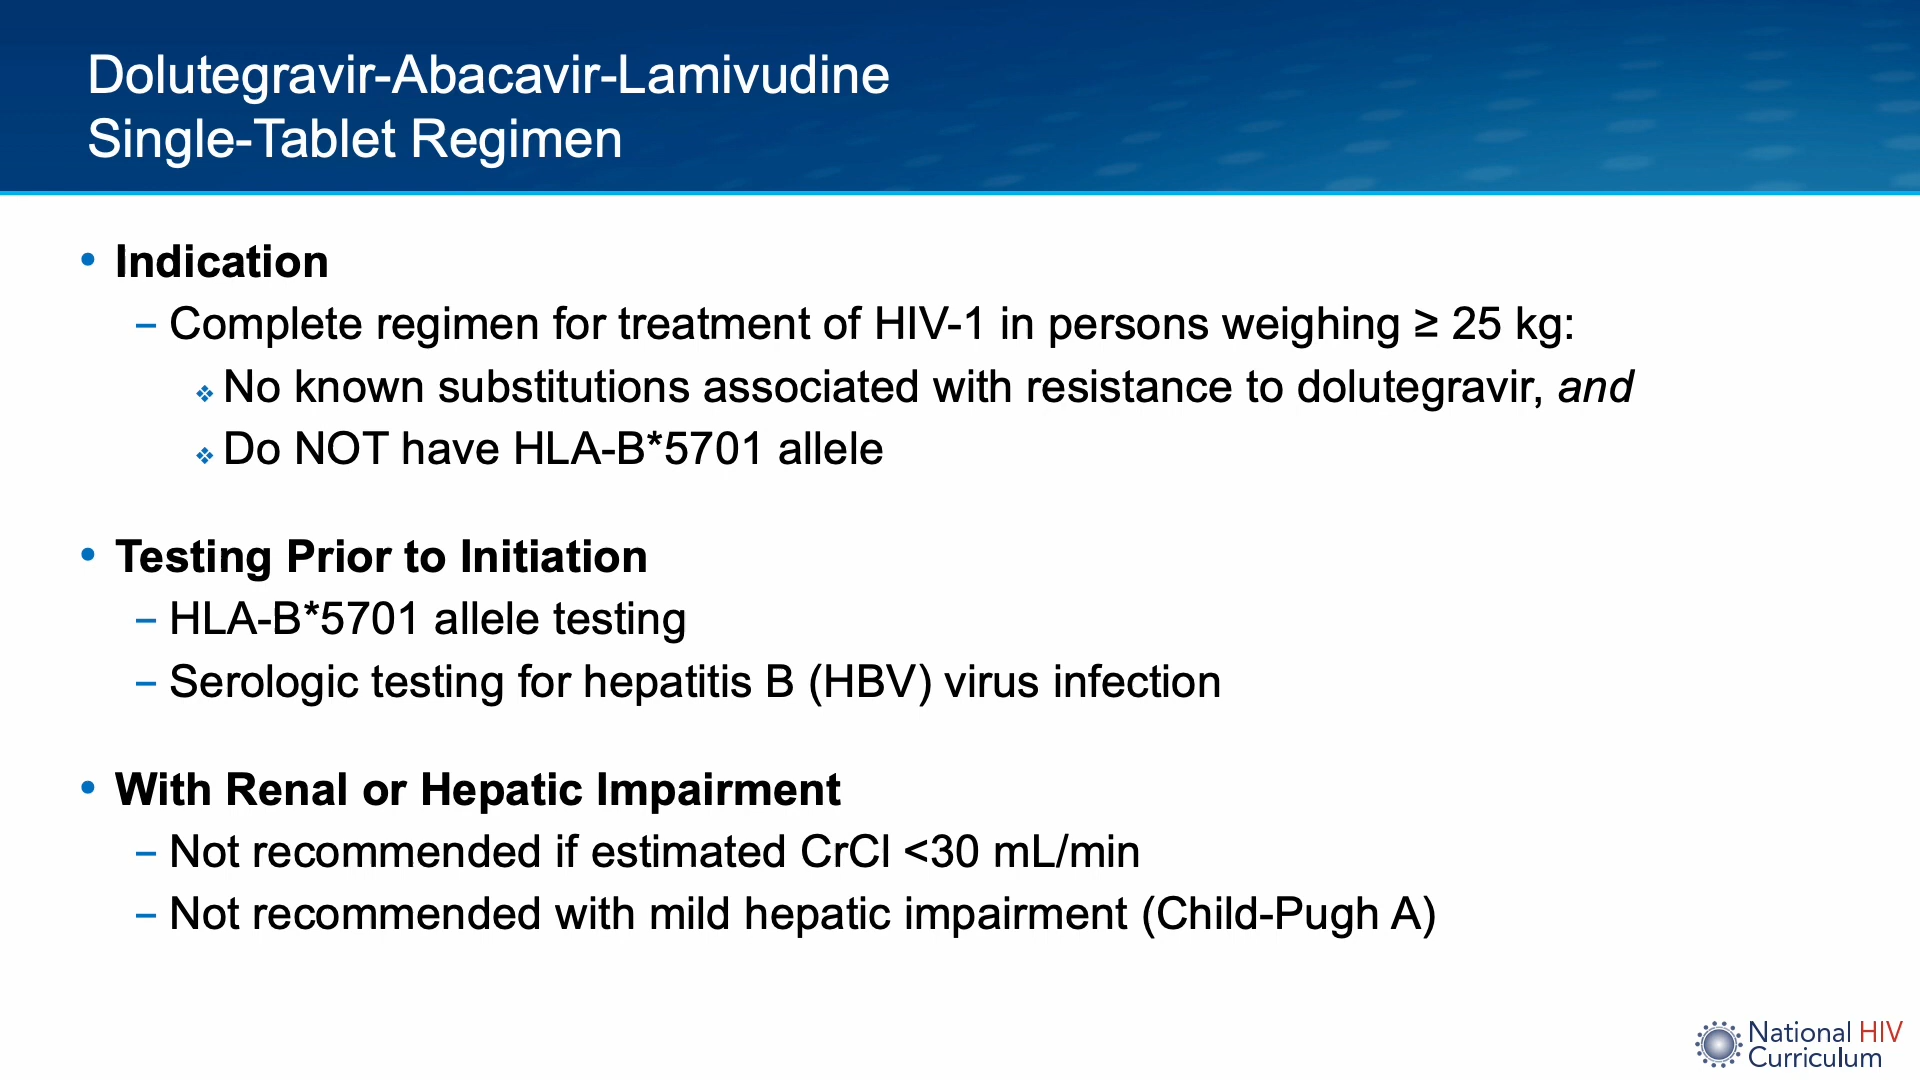 Dolutegravir-Abacavir-Lamivudine
Single-Tablet Regimen
• Indication
– Complete regimen for treatment of HIV-1 in persons weighing ≥ 25 kg:
❖ No known substitutions associated with resistance to dolutegravir, and
❖ Do NOT have HLA-B*5701 allele
• Testing Prior to Initiation
– HLA-B*5701 allele testing
– Serologic testing for hepatitis B (HBV) virus infection
• With Renal or Hepatic Impairment
– Not recommended if estimated CrCl <30 mL/min
– Not recommended with mild hepatic impairment (Child-Pugh A)
National HIV
Curriculum